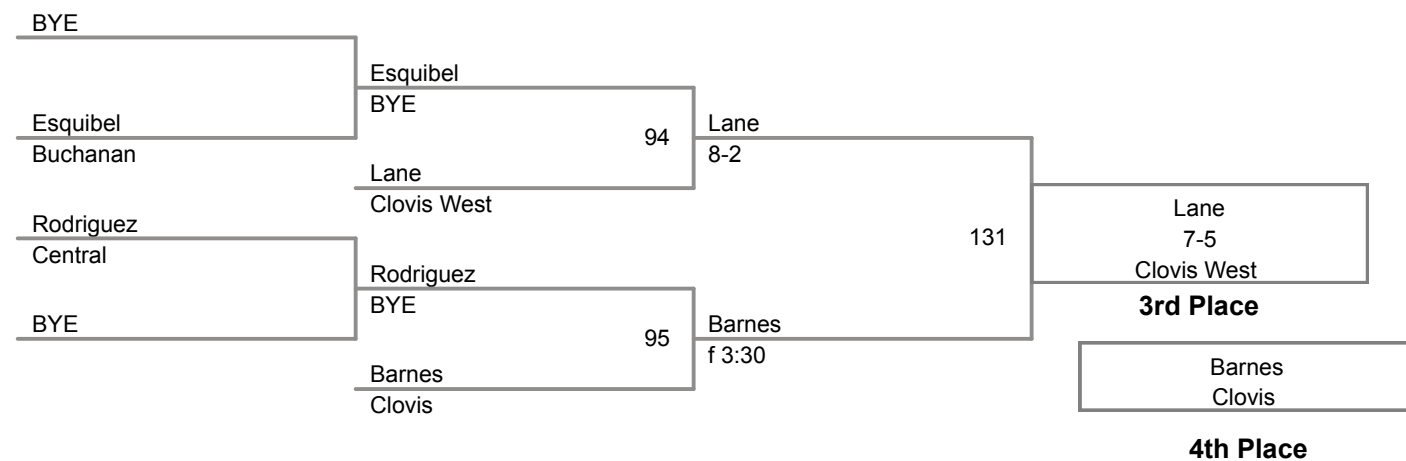 BYE
Esquibel
BYE
Esquibel
Buchanan
94
Lane
8-2
Lane
Clovis West
Rodriguez
Central
131
Lane
7-5
Clovis West
3rd Place
Rodriguez
BYE
BYE
95
Barnes
f 3:30
Barnes
Clovis
Barnes
Clovis
4th Place